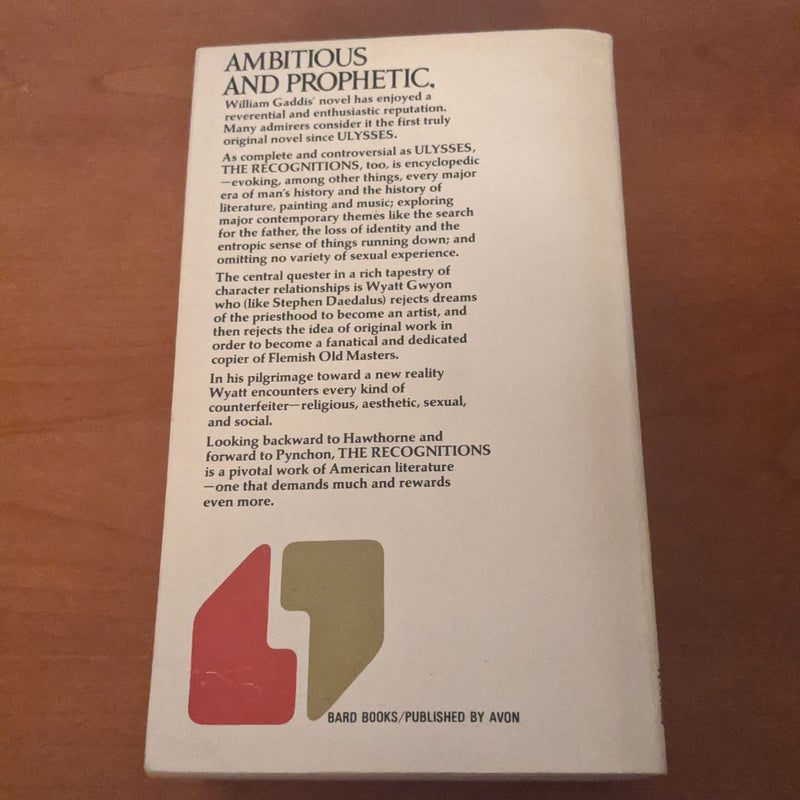 AMBITIOUS
AND PROPHETIC,
William Gaddis' novel has enjoyed a
reverential and enthusiastic reputation.
Many admirers consider it the first truly
original novel since ULYSSES.
As complete and controversial as ULYSSES,
THE RECOGNITIONS, too, is encyclopedic
—evoking, among other things, every major
era of man's history and the history of
literature, painting and music; exploring
major contemporary themes like the search
for the father, the loss of identity and the
entropic sense of things running down; and
omitting no variety of sexual experience.
The central quester in a rich tapestry of
character relationships is Wyatt Gwyon
who (like Stephen Daedalus) rejects dreams
of the priesthood to become an artist, and
then rejects the idea of original work in
order to become a fanatical and dedicated
copier of Flemish Old Masters.
In his pilgrimage toward a new reality
Wyatt encounters every kind of
counterfeiter—religious, aesthetic, sexual,
and social.
Looking backward to Hawthorne and
forward to Pynchon, THE RECOGNITIONS
is a pivotal work of American literature
—one that demands much and rewards
even more.
BARD BOOKS/PUBLISHED BY AVON